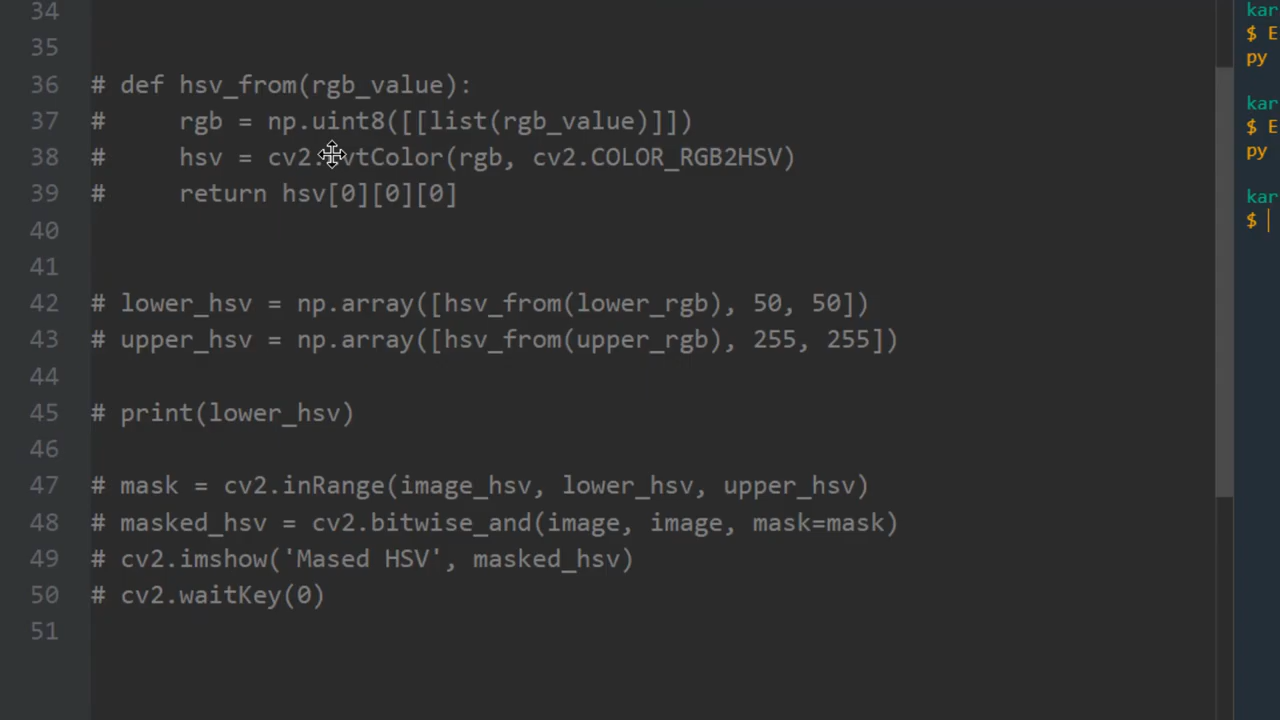 34
35
36 # def hsv_from(rgb_value):
37 #     rgb = np.uint8([[list(rgb_value)]])
38 #     hsv = cv2.cvtColor(rgb, cv2.COLOR_RGB2HSV)
39 #     return hsv[0][0][0]
40
41
42 # lower_hsv = np.array([hsv_from(lower_rgb), 50, 50])
43 # upper_hsv = np.array([hsv_from(upper_rgb), 255, 255])
44
45 # print(lower_hsv)
46
47 # mask = cv2.inRange(image_hsv, lower_hsv, upper_hsv)
48 # masked_hsv = cv2.bitwise_and(image, image, mask=mask)
49 # cv2.imshow('Mased HSV', masked_hsv)
50 # cv2.waitKey(0)
51
kar
$ E
py
kar
$ E
py
kar
$